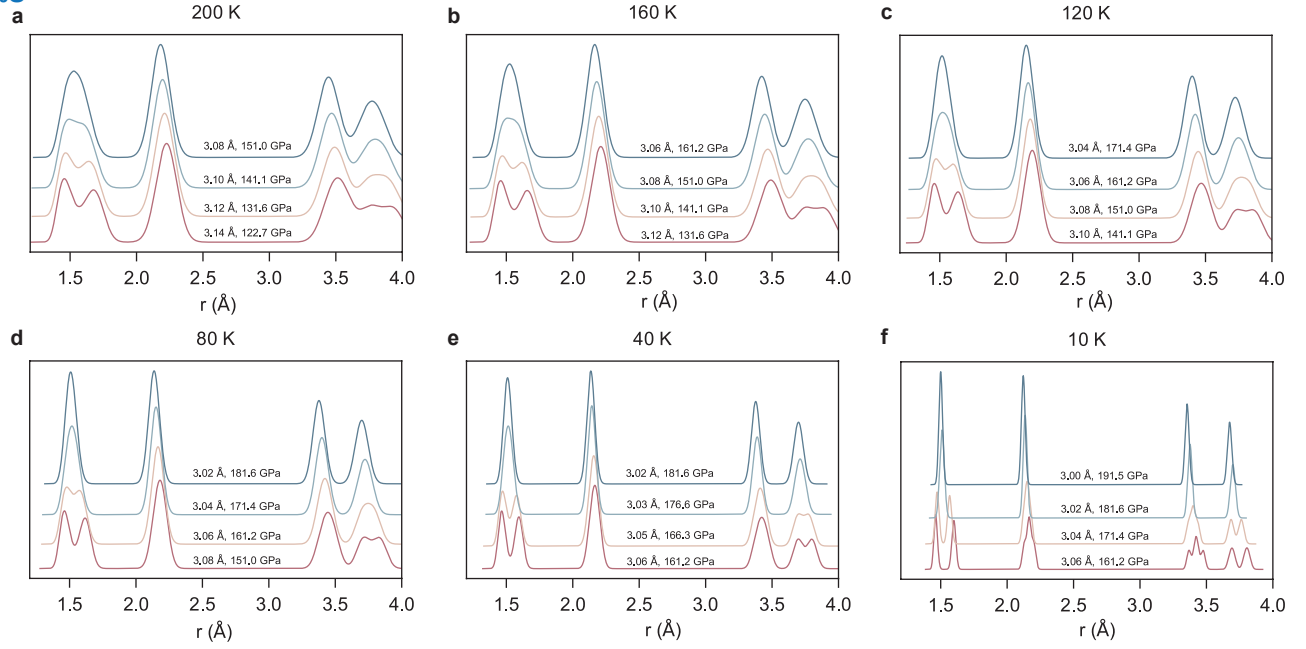 a
200 K
3.08 Å, 151.0 GPa
3.10 Å, 141.1 GPa
3.12 Å, 131.6 GPa
3.14 Å, 122.7 GPa
1.5 2.0 2.5 3.0 3.5 4.0
r (Å)
b
160 K
3.06 Å, 161.2 GPa
3.08 Å, 151.0 GPa
3.10 Å, 141.1 GPa
3.12 Å, 131.6 GPa
1.5 2.0 2.5 3.0 3.5 4.0
r (Å)
c
120 K
3.04 Å, 171.4 GPa
3.06 Å, 161.2 GPa
3.08 Å, 151.0 GPa
3.10 Å, 141.1 GPa
1.5 2.0 2.5 3.0 3.5 4.0
r (Å)
d
80 K
3.02 Å, 181.6 GPa
3.04 Å, 171.4 GPa
3.06 Å, 161.2 GPa
3.08 Å, 151.0 GPa
1.5 2.0 2.5 3.0 3.5 4.0
r (Å)
e
40 K
3.02 Å, 181.6 GPa
3.03 Å, 176.6 GPa
3.05 Å, 166.3 GPa
3.06 Å, 161.2 GPa
1.5 2.0 2.5 3.0 3.5 4.0
r (Å)
f
10 K
3.00 Å, 191.5 GPa
3.02 Å, 181.6 GPa
3.04 Å, 171.4 GPa
3.06 Å, 161.2 GPa
1.5 2.0 2.5 3.0 3.5 4.0
r (Å)